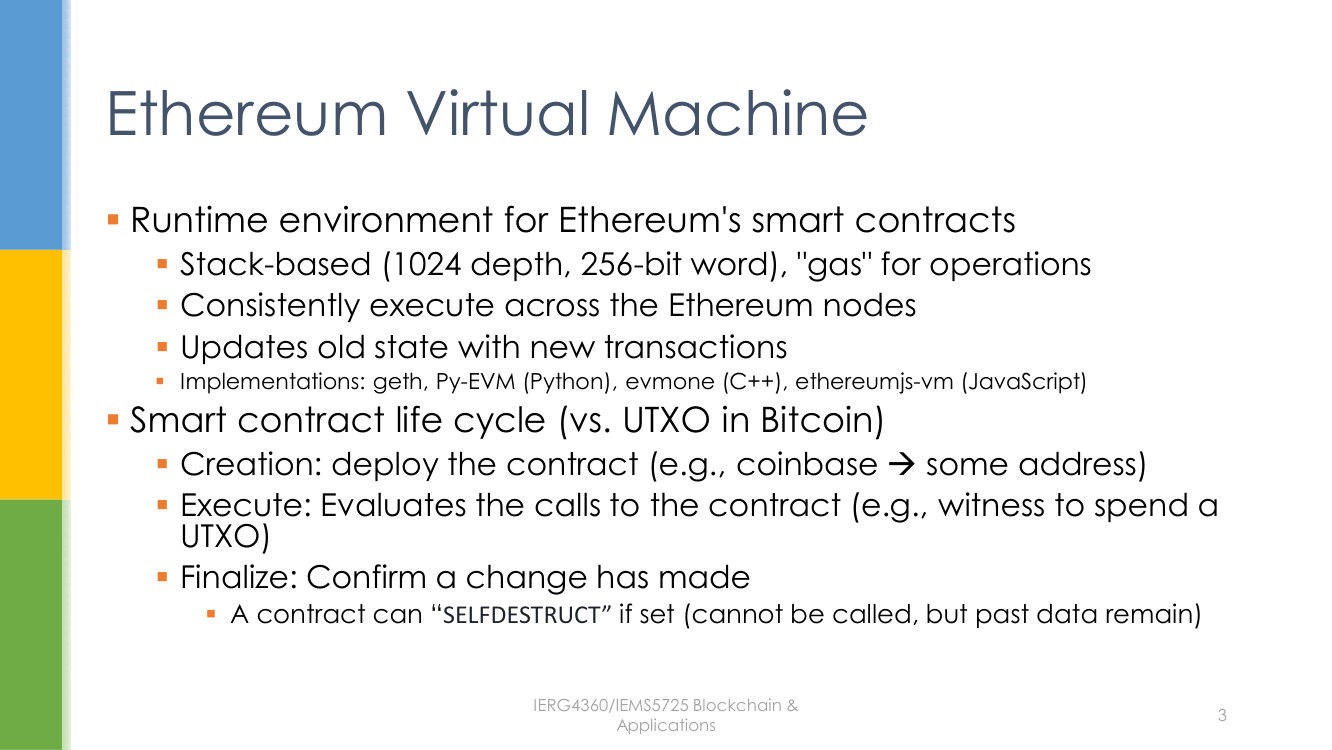 Ethereum Virtual Machine
▪ Runtime environment for Ethereum's smart contracts
▪ Stack-based (1024 depth, 256-bit word), "gas" for operations
▪ Consistently execute across the Ethereum nodes
▪ Updates old state with new transactions
▪ Implementations: geth, Py-EVM (Python), evmone (C++), ethereumjs-vm (JavaScript)
▪ Smart contract life cycle (vs. UTXO in Bitcoin)
▪ Creation: deploy the contract (e.g., coinbase → some address)
▪ Execute: Evaluates the calls to the contract (e.g., witness to spend a
UTXO)
▪ Finalize: Confirm a change has made
▪ A contract can “SELFDESTRUCT” if set (cannot be called, but past data remain)
IERG4360/IEMS5725 Blockchain &
Applications
3